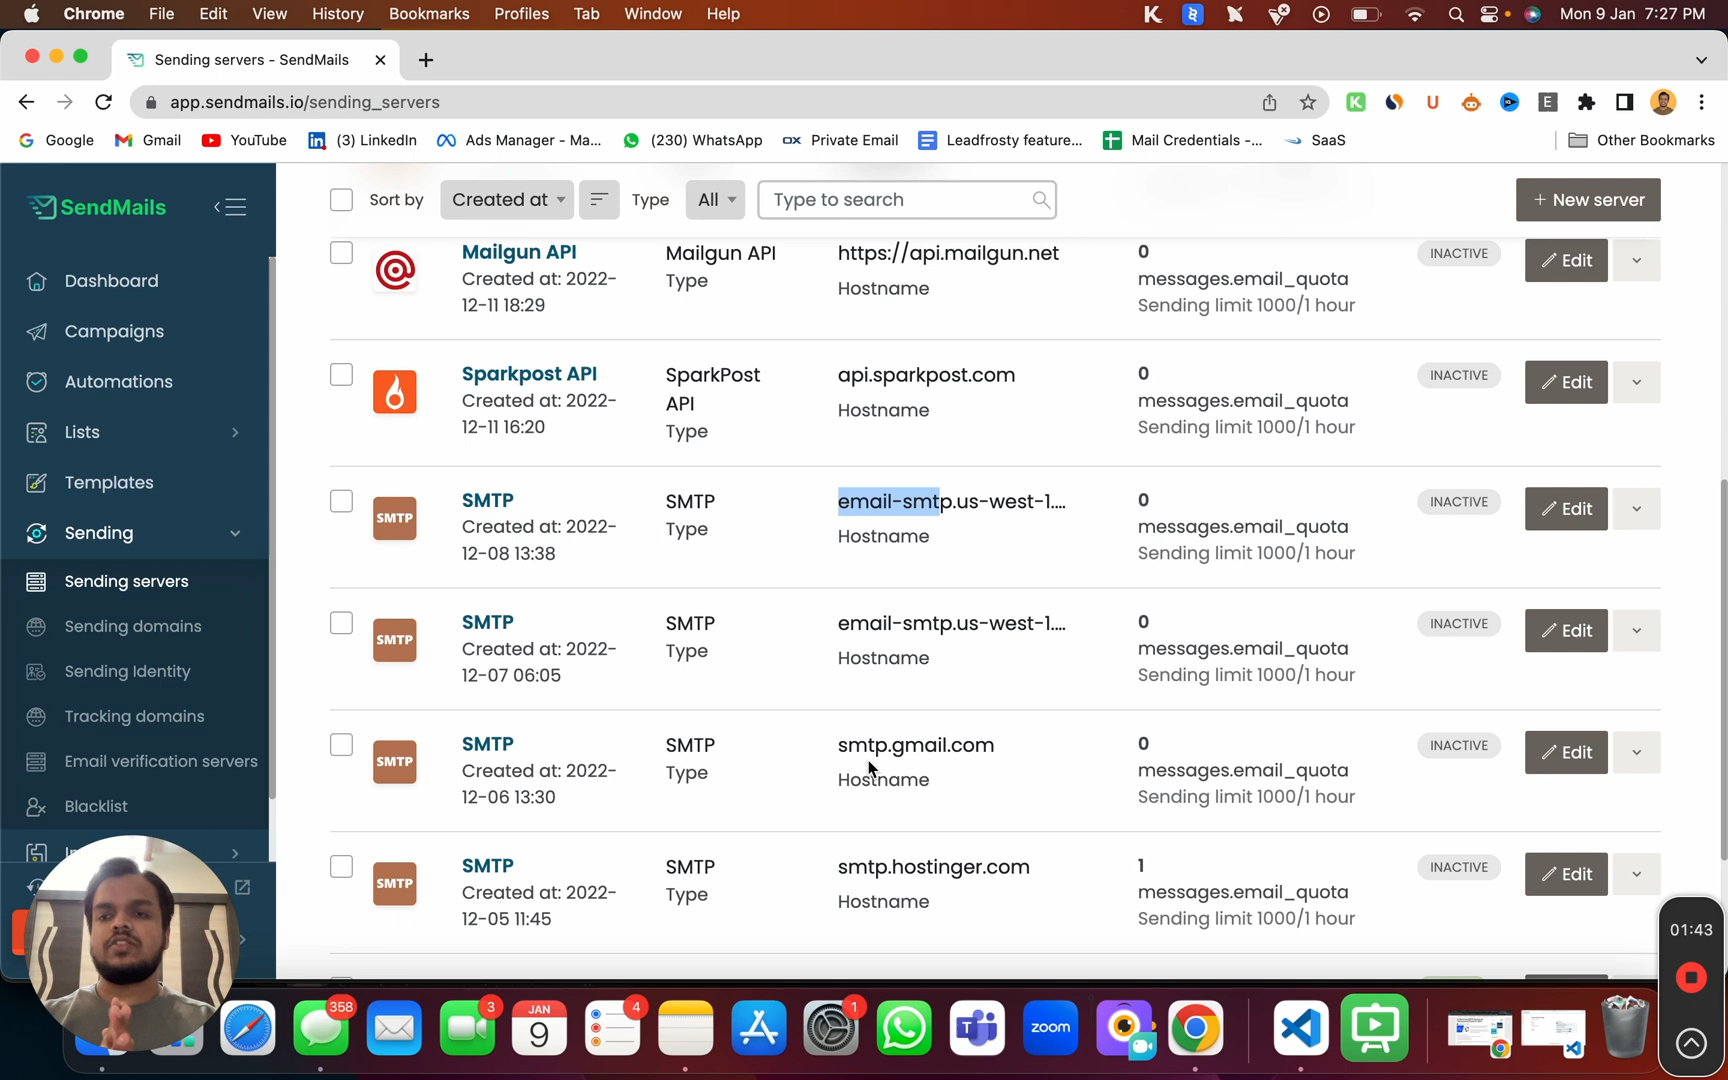 Chrome File Edit View History Bookmarks Profiles Tab Window Help Mon 9 Jan 7:27 PM
Sending servers - SendMails
app.sendmails.io/sending_servers
Google Gmail YouTube (3) LinkedIn Ads Manager - Ma... (230) WhatsApp Private Email Leadfrosty feature... Mail Credentials -... SaaS Other Bookmarks
SendMails
Sort by Created at Type All Type to search + New server
Dashboard
Campaigns
Automations
Lists
Templates
Sending
Sending servers
Sending domains
Sending Identity
Tracking domains
Email verification servers
Blacklist
Mailgun API Mailgun API https://api.mailgun.net 0 INACTIVE Edit
Created at: 2022- Type Hostname messages.email_quota
12-11 18:29 Sending limit 1000/1 hour
Sparkpost API SparkPost api.sparkpost.com 0 INACTIVE Edit
Created at: 2022- API Hostname messages.email_quota
12-11 16:20 Type Sending limit 1000/1 hour
SMTP SMTP SMTP email-smtp.us-west-1.... 0 INACTIVE Edit
Created at: 2022- Type Hostname messages.email_quota
12-08 13:38 Sending limit 1000/1 hour
SMTP SMTP SMTP email-smtp.us-west-1.... 0 INACTIVE Edit
Created at: 2022- Type Hostname messages.email_quota
12-07 06:05 Sending limit 1000/1 hour
SMTP SMTP SMTP smtp.gmail.com 0 INACTIVE Edit
Created at: 2022- Type Hostname messages.email_quota
12-06 13:30 Sending limit 1000/1 hour
SMTP SMTP SMTP smtp.hostinger.com 1 INACTIVE Edit
Created at: 2022- Type Hostname messages.email_quota
12-05 11:45 Sending limit 1000/1 hour
01:43
358 3 JAN 9 4 1 zoom